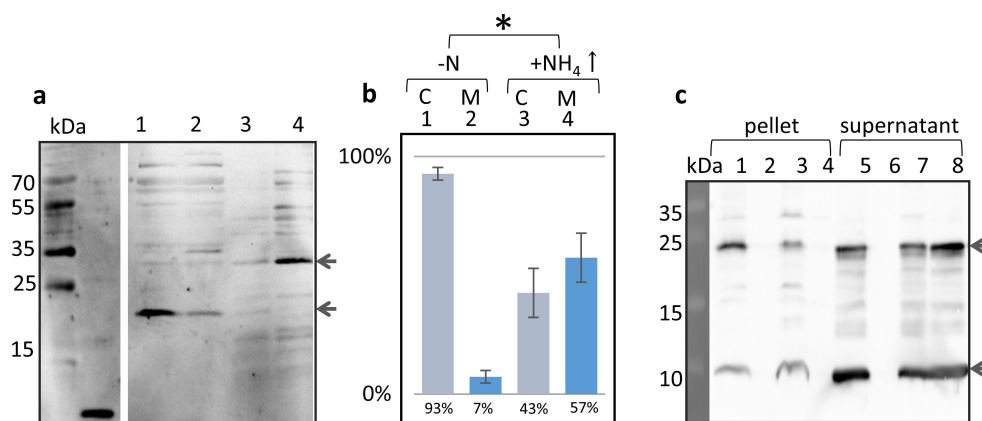 a
kDa 1 2 3 4
70
55
35
25
15
b
*
-N +NH₄ ↑
C M C M
1 2 3 4
100%
0%
93% 7% 43% 57%
c
pellet supernatant
kDa 1 2 3 4 5 6 7 8
35
25
15
10